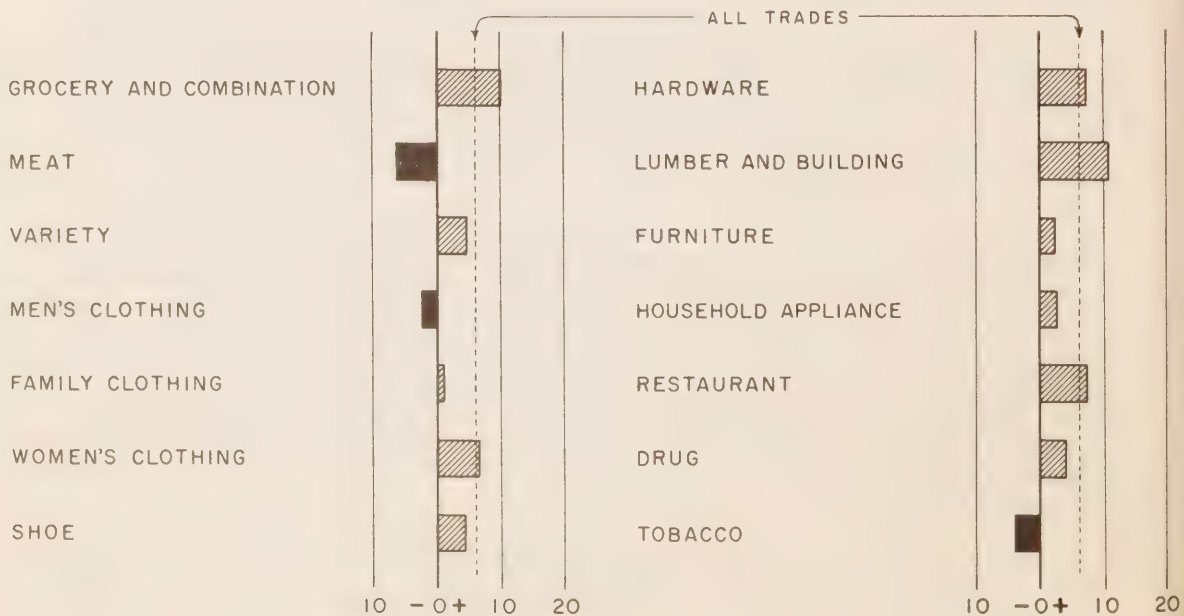 ALL TRADES
GROCERY AND COMBINATION
MEAT
VARIETY
MEN'S CLOTHING
FAMILY CLOTHING
WOMEN'S CLOTHING
SHOE
10 - 0 + 10 20
HARDWARE
LUMBER AND BUILDING
FURNITURE
HOUSEHOLD APPLIANCE
RESTAURANT
DRUG
TOBACCO
10 - 0 + 10 20